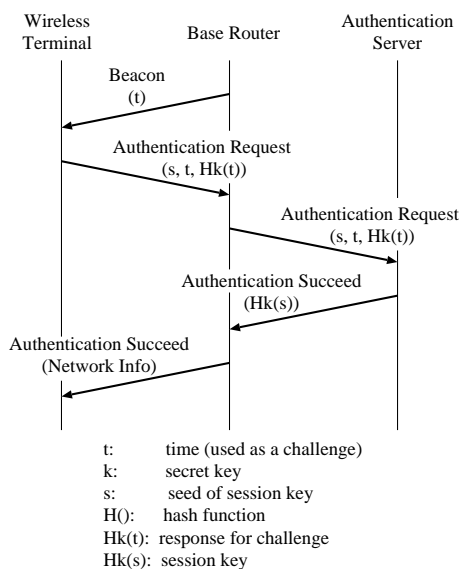 Wireless Terminal
Base Router
Authentication Server
Beacon
(t)
Authentication Request
(s, t, Hk(t))
Authentication Request
(s, t, Hk(t))
Authentication Succeed
(Hk(s))
Authentication Succeed
(Network Info)
t: time (used as a challenge)
k: secret key
s: seed of session key
H(): hash function
Hk(t): response for challenge
Hk(s): session key